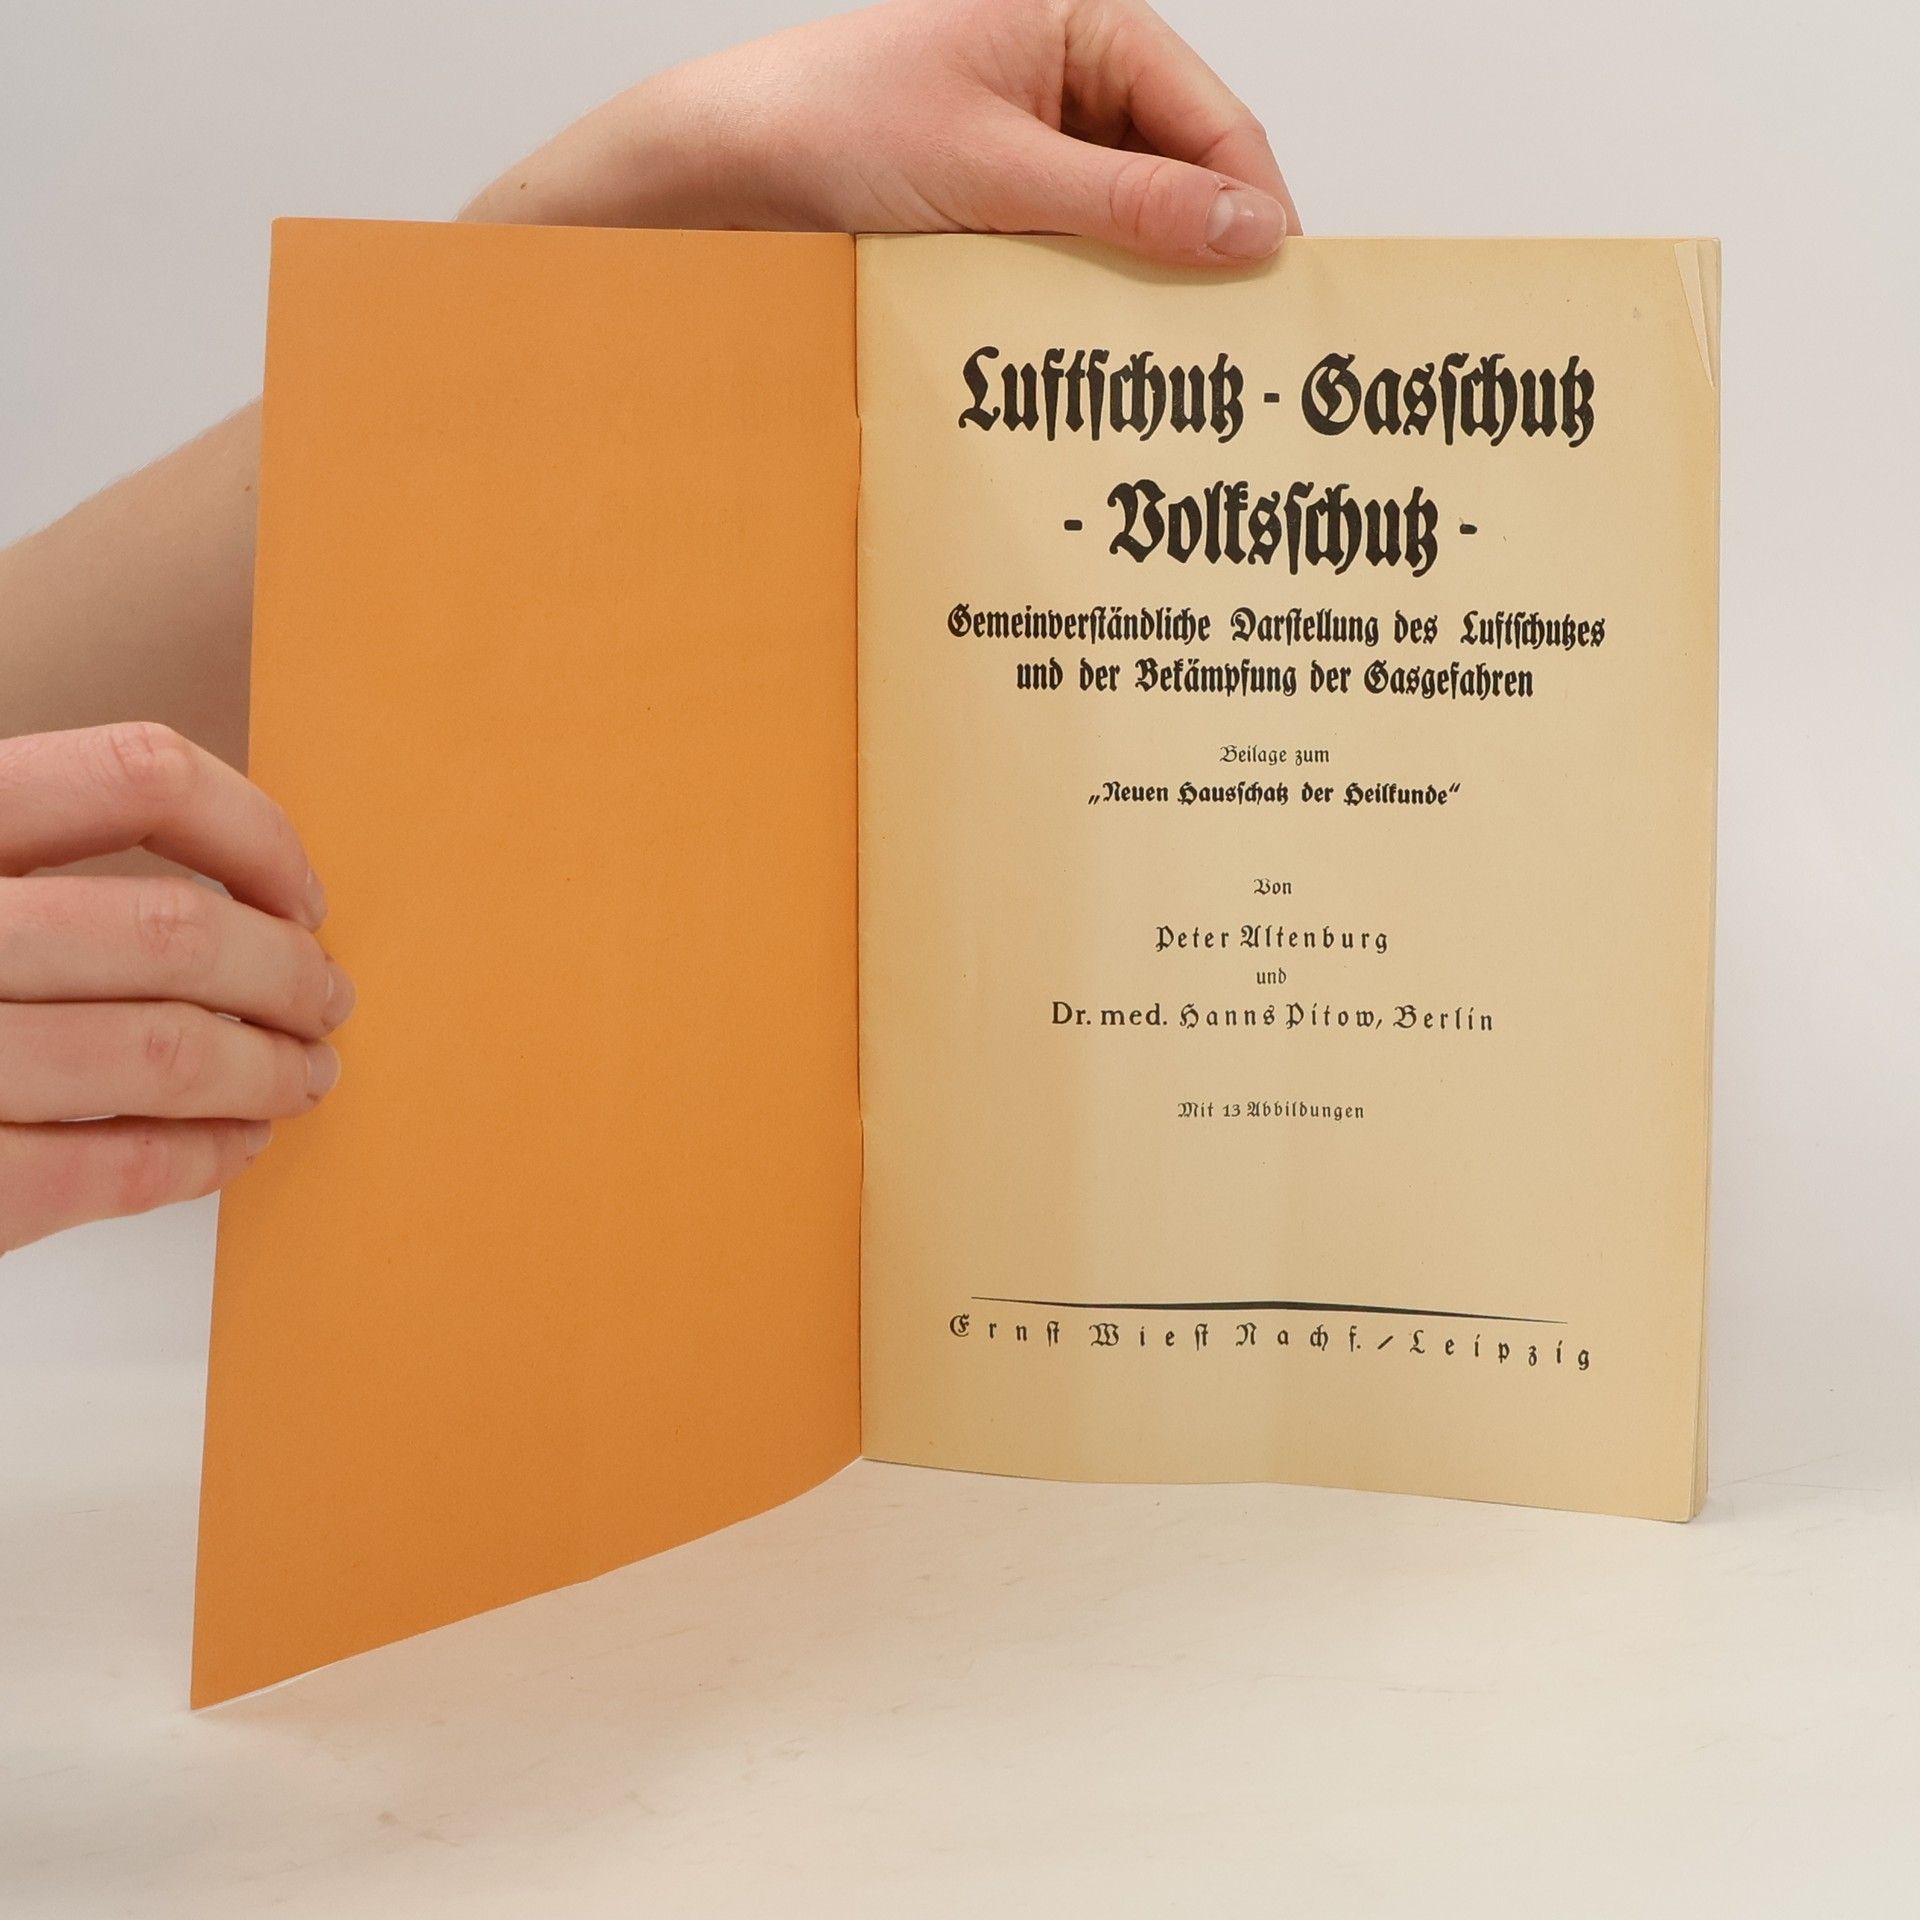 Luftschutz - Gasschutz
- Volksschutz -
Gemeinverständliche Darstellung des Luftschutzes
und der Bekämpfung der Gasgefahren
Beilage zum
„Neuen Hausschatz der Heilkunde“
Von
Peter Altenburg
und
Dr. med. Hanns Pitow, Berlin
Mit 13 Abbildungen
Ernst Wiest Nachf. / Leipzig